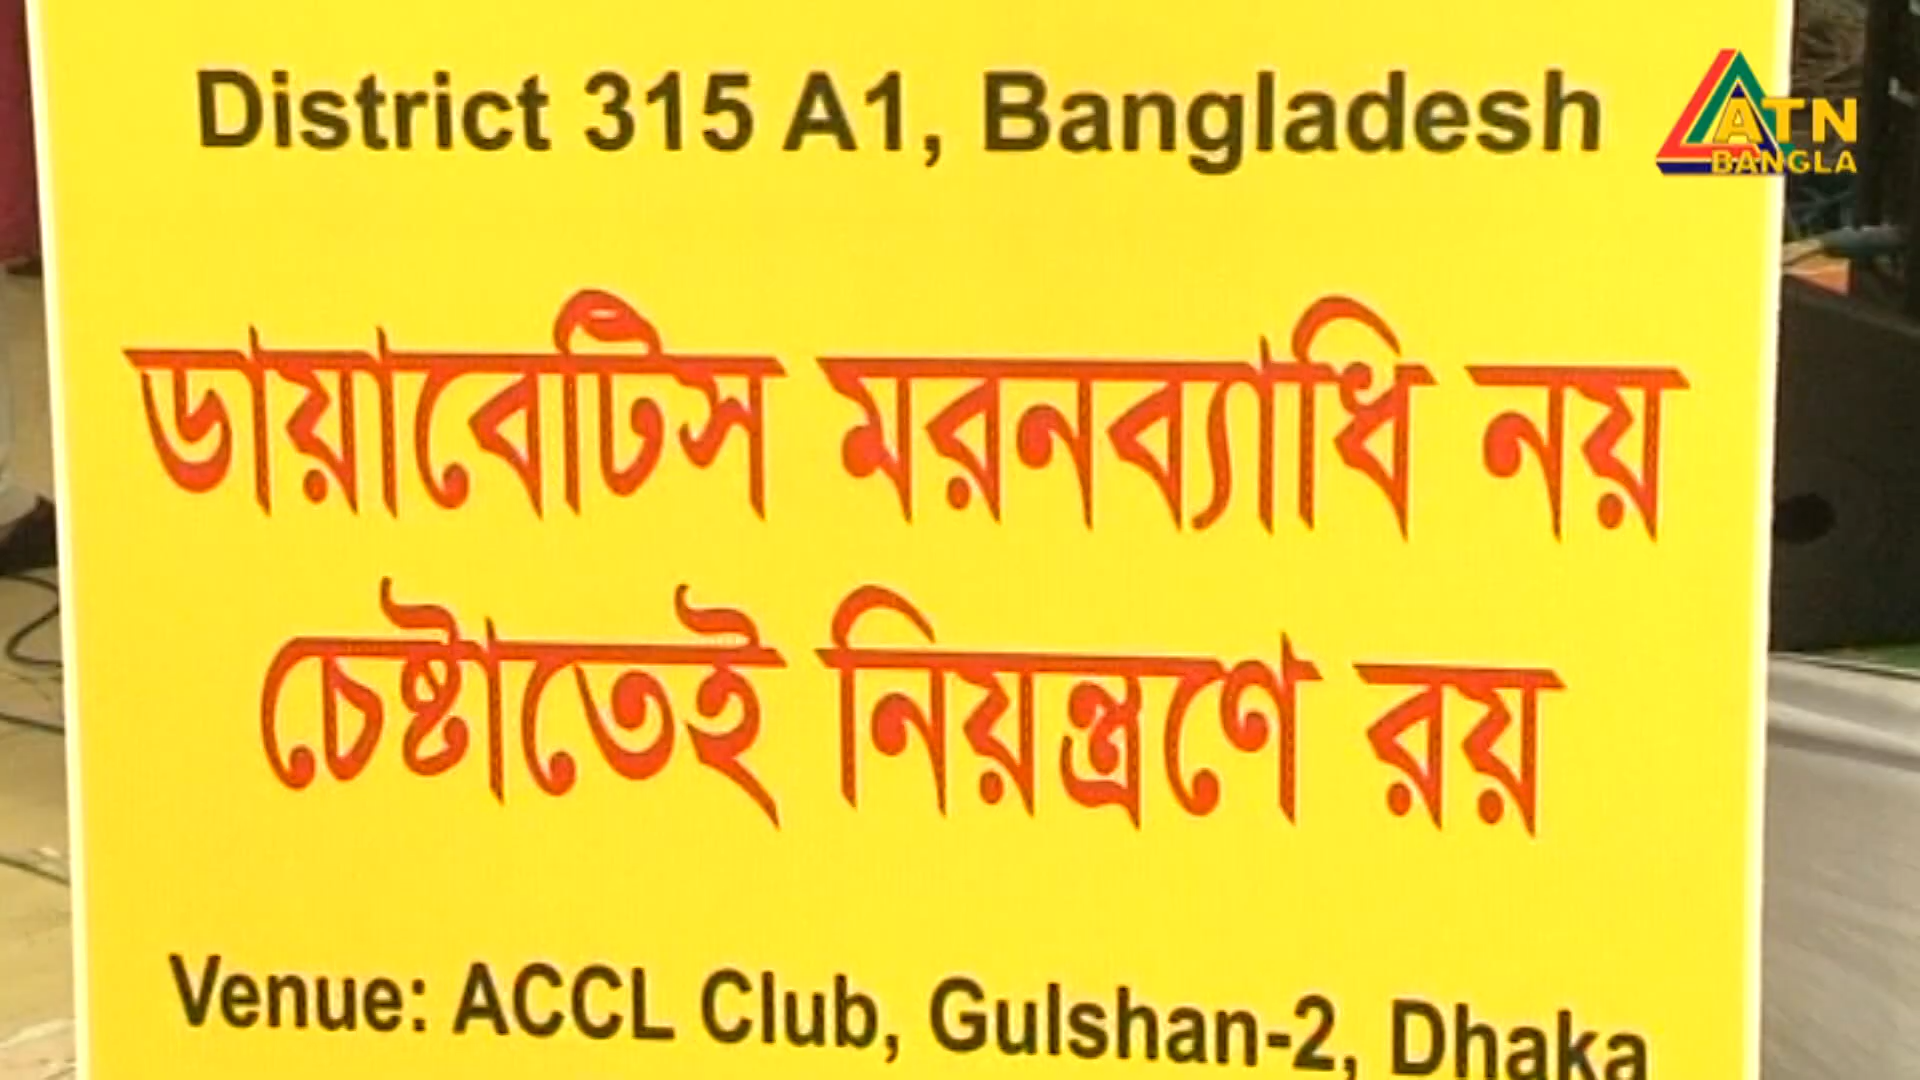 District 315 A1, Bangladesh
ATN
BANGLA
ডায়াবেটিস মরনব্যাধি নয়
চেষ্টাতেই নিয়ন্ত্রণে রয়
Venue: ACCL Club, Gulshan-2, Dhaka